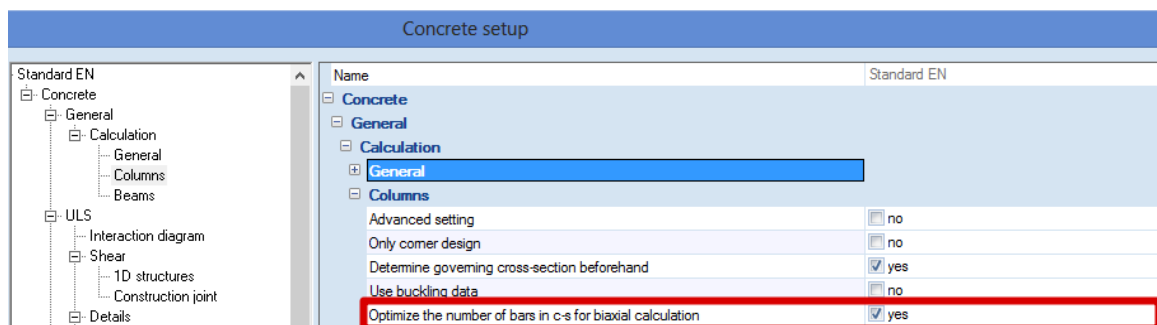 Concrete setup
Standard EN
Concrete
General
Calculation
General
Columns
Beams
ULS
Interaction diagram
Shear
1D structures
Construction joint
Details
Name Standard EN
Concrete
General
Calculation
General
Columns
Advanced setting no
Only corner design no
Determine governing cross-section beforehand yes
Use buckling data no
Optimize the number of bars in c-s for biaxial calculation yes